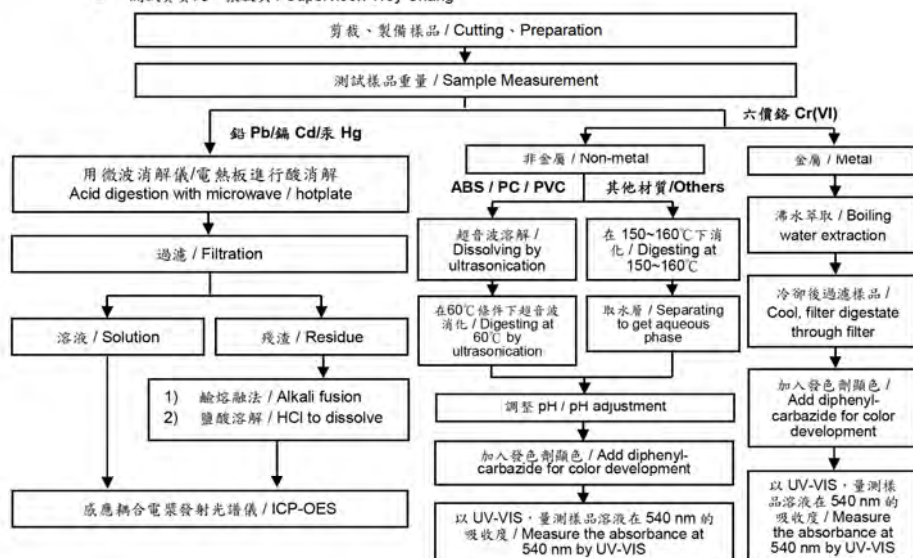 剪裁、製備樣品 / Cutting、Preparation
測試樣品重量 / Sample Measurement
鉛 Pb/鎘 Cd/汞 Hg
六價鉻 Cr(VI)
用微波消解儀/電熱板進行酸消解
Acid digestion with microwave / hotplate
過濾 / Filtration
溶液 / Solution
殘渣 / Residue
1) 鹼熔融法 / Alkali fusion
2) 鹽酸溶解 / HCl to dissolve
感應耦合電漿發射光譜儀 / ICP-OES
非金屬 / Non-metal
ABS / PC / PVC
其他材質/Others
超音波溶解 /
Dissolving by
ultrasonication
在60℃條件下超音波
消化 / Digesting at
60℃ by
ultrasonication
在 150~160℃下消
化 / Digesting at
150~160℃
取水層 / Separating
to get aqueous
phase
調整 pH / pH adjustment
加入發色劑顯色 / Add diphenyl-
carbazide for color development
以 UV-VIS，量測樣品溶液在 540 nm 的
吸收度 / Measure the absorbance at
540 nm by UV-VIS
金屬 / Metal
沸水萃取 / Boiling
water extraction
冷卻後過濾樣品 /
Cool, filter digestate
through filter
加入發色劑顯色 /
Add diphenyl-
carbazide for color
development
以 UV-VIS，量測樣
品溶液在 540 nm 的
吸收度 / Measure
the absorbance at
540 nm by UV-VIS